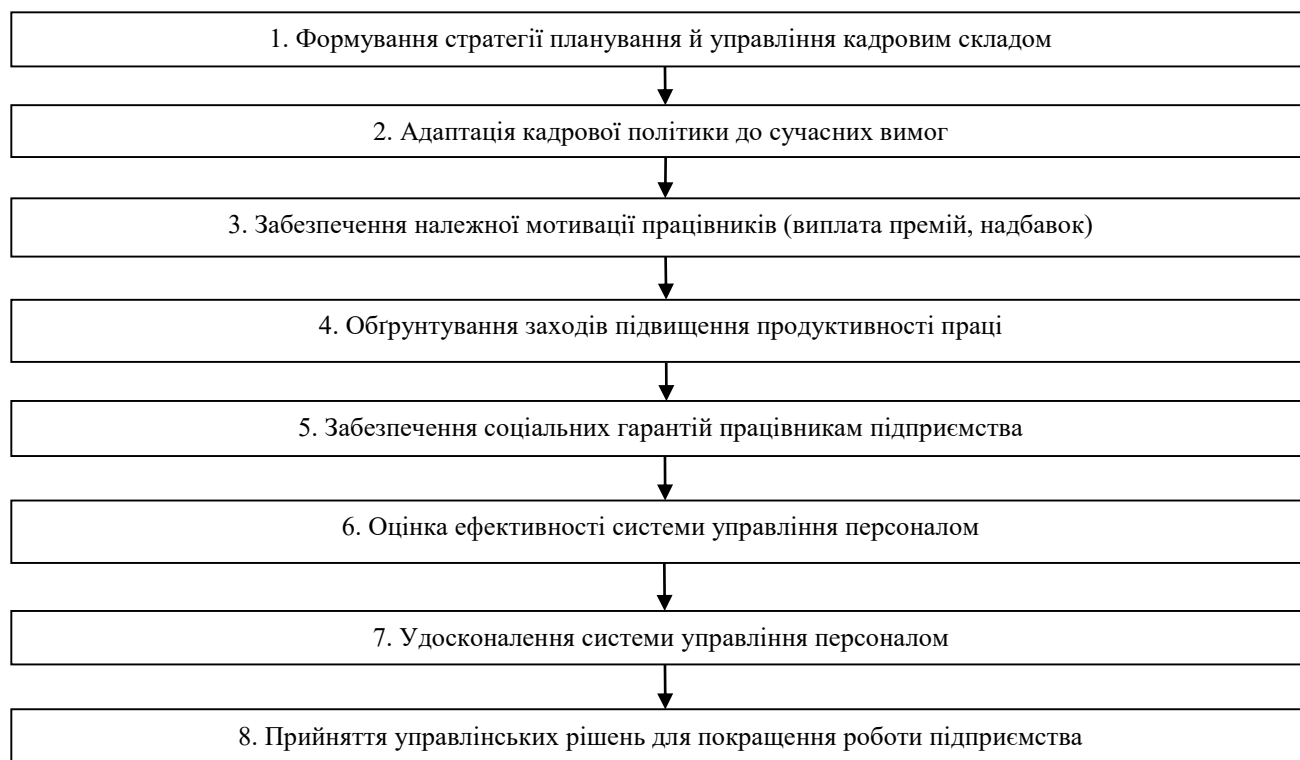 1. Формування стратегії планування й управління кадровим складом
2. Адаптація кадрової політики до сучасних вимог
3. Забезпечення належної мотивації працівників (виплата премій, надбавок)
4. Обґрунтування заходів підвищення продуктивності праці
5. Забезпечення соціальних гарантій працівникам підприємства
6. Оцінка ефективності системи управління персоналом
7. Удосконалення системи управління персоналом
8. Прийняття управлінських рішень для покращення роботи підприємства